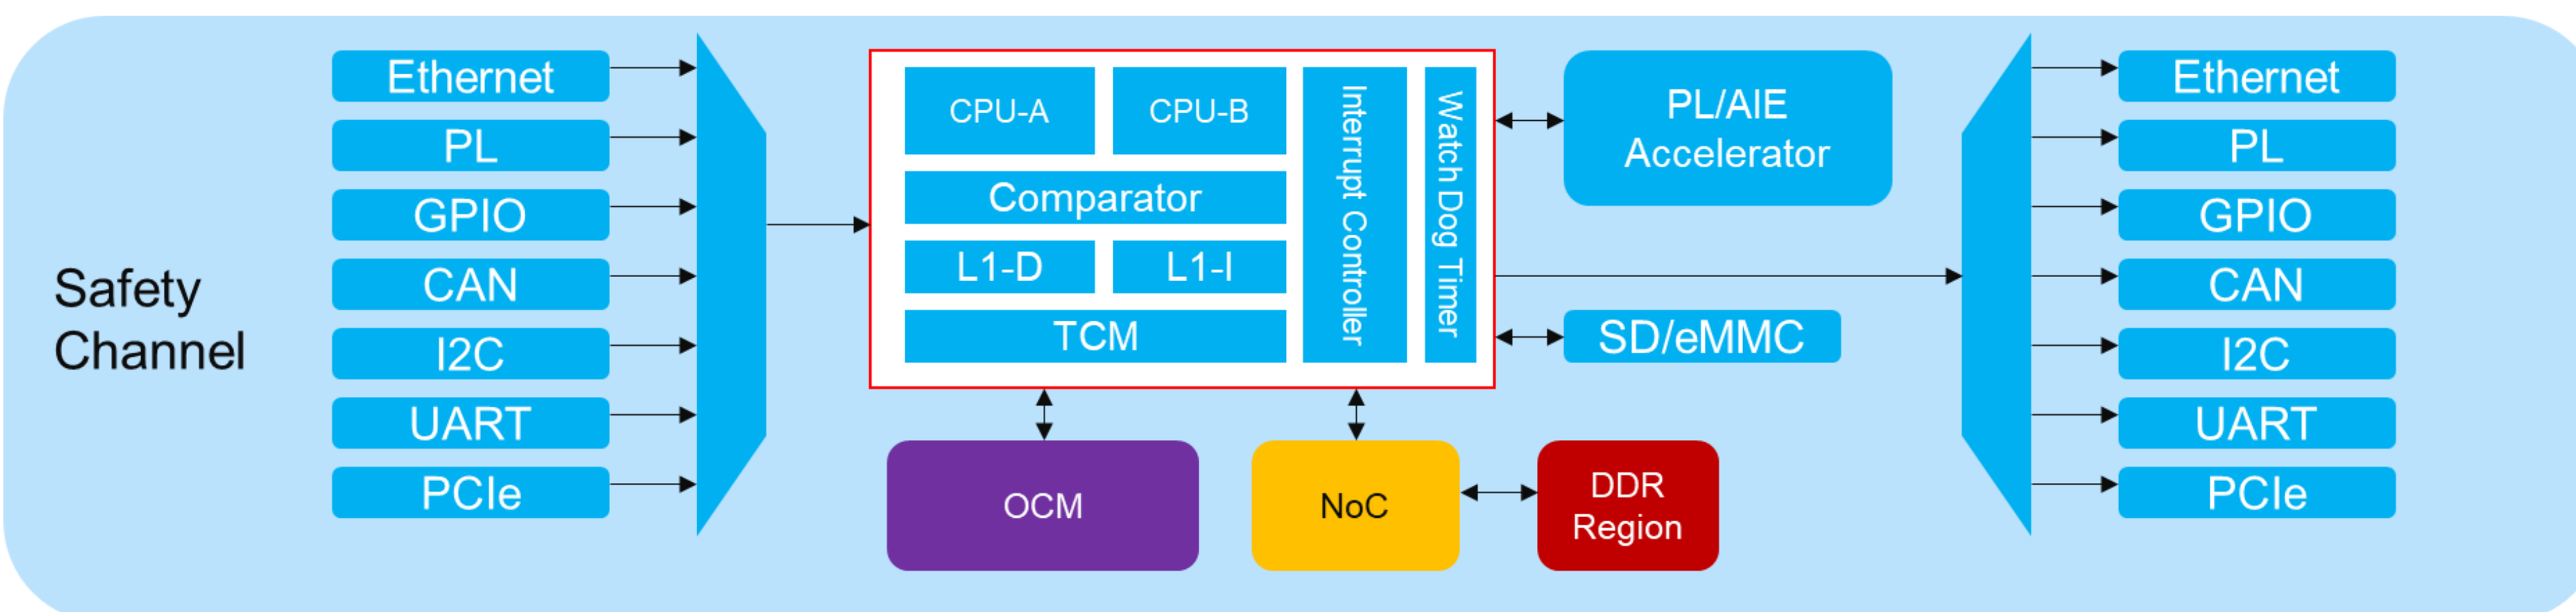 Safety
Channel
Ethernet
PL
GPIO
CAN
I2C
UART
PCIe
CPU-A
CPU-B
Comparator
L1-D
L1-I
TCM
Interrupt Controller
Watch Dog Timer
PL/AIE
Accelerator
SD/eMMC
OCM
NoC
DDR
Region
Ethernet
PL
GPIO
CAN
I2C
UART
PCIe